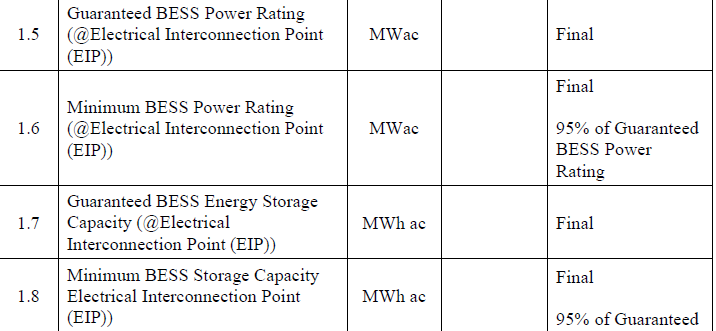 1.5
Guaranteed BESS Power Rating
(@Electrical Interconnection Point
(EIP))
MWac
Final
1.6
Minimum BESS Power Rating
(@Electrical Interconnection Point
(EIP))
MWac
Final
95% of Guaranteed
BESS Power
Rating
1.7
Guaranteed BESS Energy Storage
Capacity (@Electrical
Interconnection Point (EIP))
MWh ac
Final
1.8
Minimum BESS Storage Capacity
Electrical Interconnection Point
(EIP))
MWh ac
Final
95% of Guaranteed